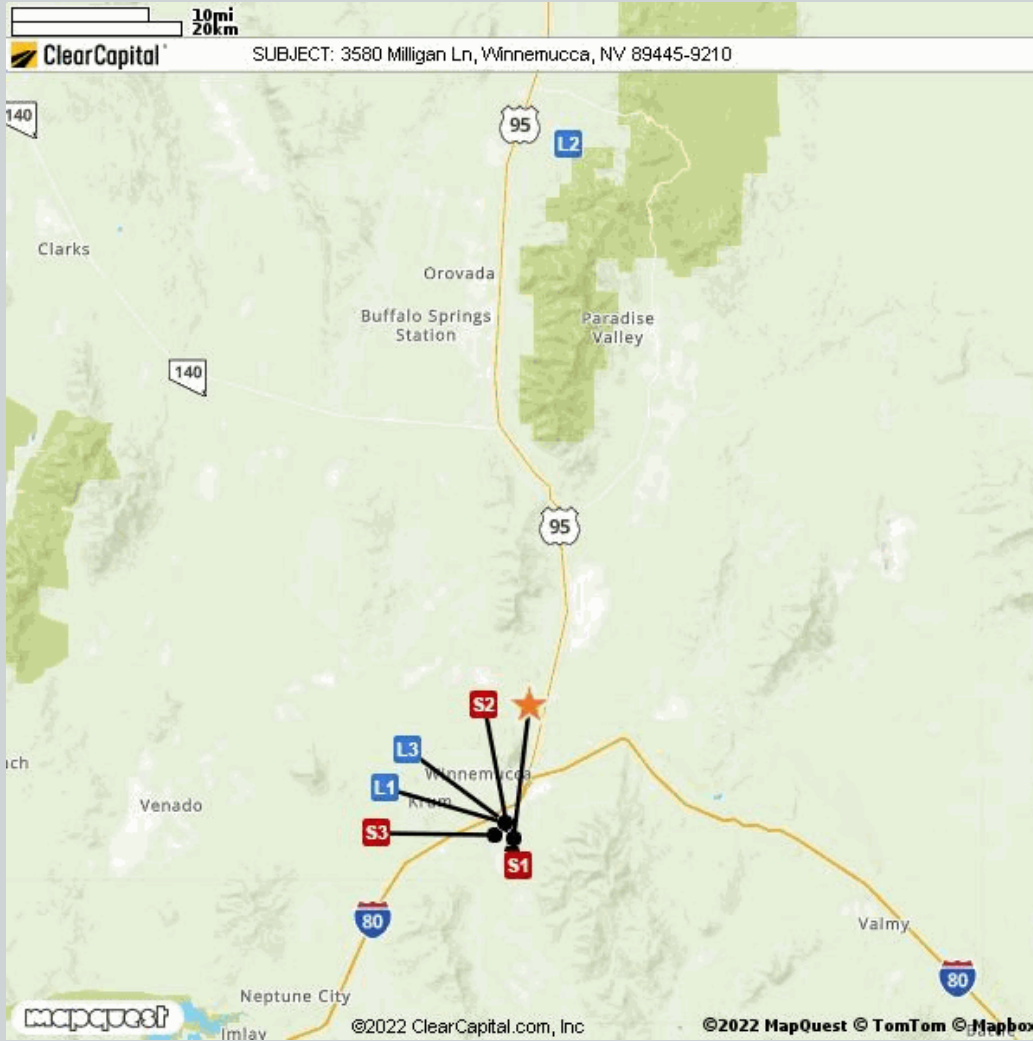 10mi
20km
ClearCapital SUBJECT: 3580 Milligan Ln, Winnemucca, NV 89445-9210
140
95
L2
Clarks
Orovada
Buffalo Springs
Station
Paradise
Valley
140
95
S2
L3
Winnemucca
L1
Krum
Venado
S3
S1
80
Valmy
80
Neptune City
mapquest
©2022 ClearCapital.com, Inc
©2022 MapQuest © TomTom © Mapbox
Imlay